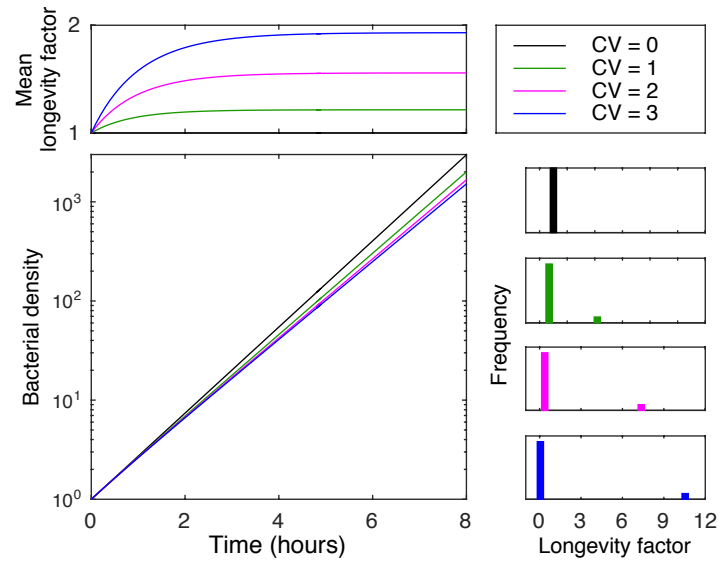 2
1
Mean
longevity factor
CV = 0
CV = 1
CV = 2
CV = 3
10³
10²
10¹
10⁰
Bacterial density
0 2 4 6 8
Time (hours)
Frequency
0 3 6 9 12
Longevity factor